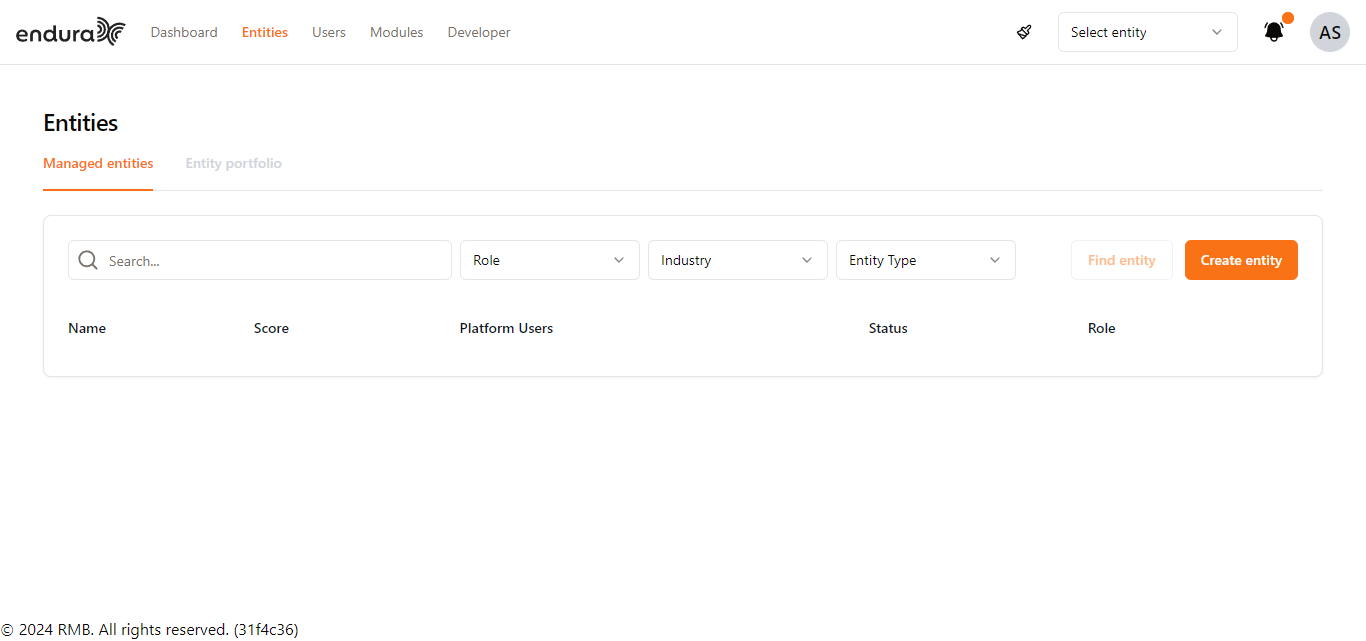 endura Dashboard Entities Users Modules Developer Select entity AS
Entities
Managed entities Entity portfolio
Search... Role Industry Entity Type Find entity Create entity
Name Score Platform Users Status Role
© 2024 RMB. All rights reserved. (31f4c36)